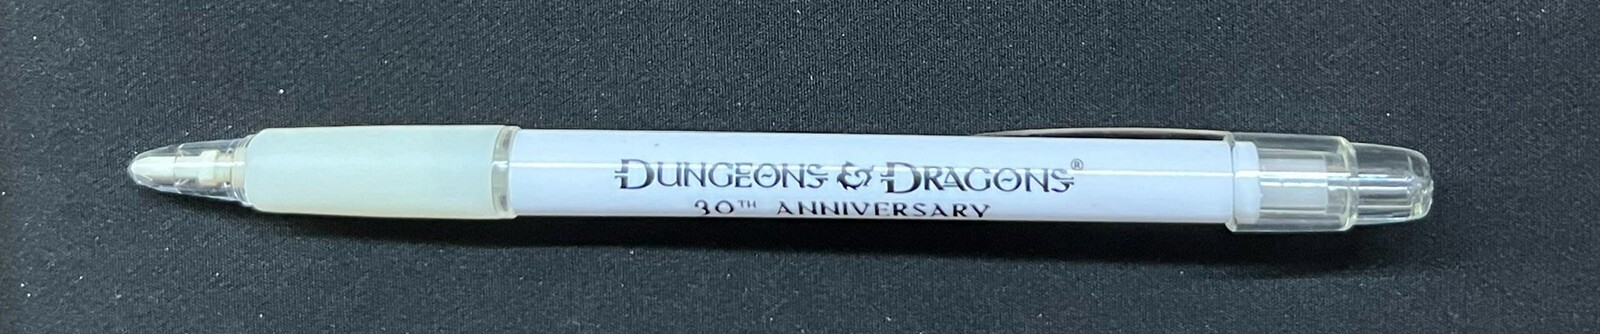 DUNGEONS & DRAGONS®
30TH ANNIVERSARY